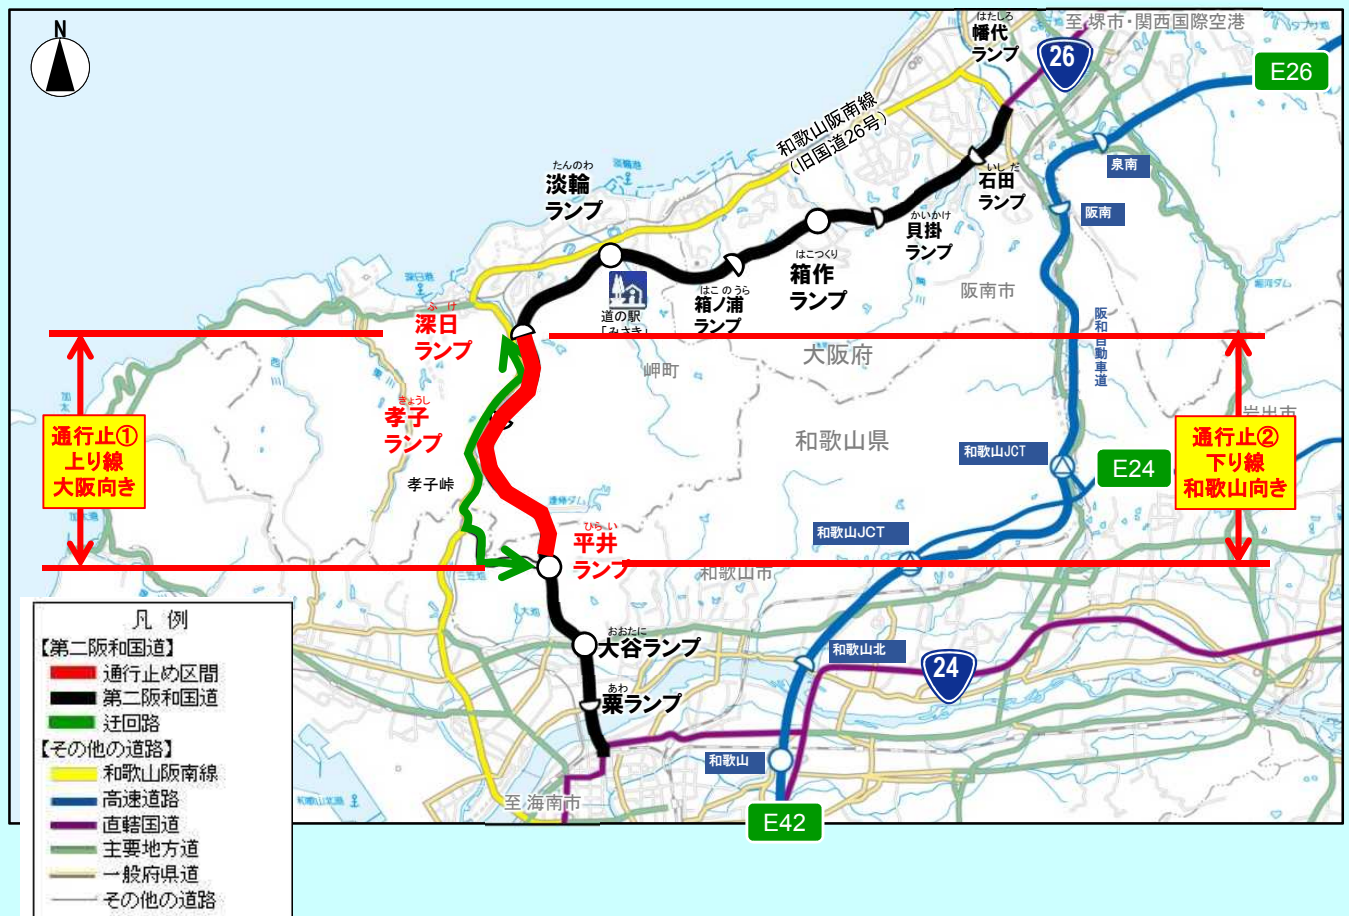 N
はたしろ
幡代
ランプ
至 堺市・関西国際空港
26
E26
和歌山阪南線
(旧国道26号)
たんのわ
淡輪
ランプ
淡輪港
いしだ
石田
ランプ
泉南
阪南
かいかけ
貝掛
ランプ
はこつくり
箱作
ランプ
はこのうら
箱ノ浦
ランプ
道の駅
「みさき」
深日港
ふけ
深日
ランプ
阪南市
堀河ダム
阪和自動車道
大阪府
岬町
きょうし
孝子
ランプ
通行止①
上り線
大阪向き
和歌山県
岩出市
通行止②
下り線
和歌山向き
和歌山JCT
E24
孝子峠
和歌山JCT
ひらい
平井
ランプ
和歌山市
おおたに
大谷ランプ
和歌山北
24
あわ
粟ランプ
和歌山
至 海南市
E42
凡 例
【第二阪和国道】
通行止め区間
第二阪和国道
迂回路
【その他の道路】
和歌山阪南線
高速道路
直轄国道
主要地方道
一般府県道
その他の道路